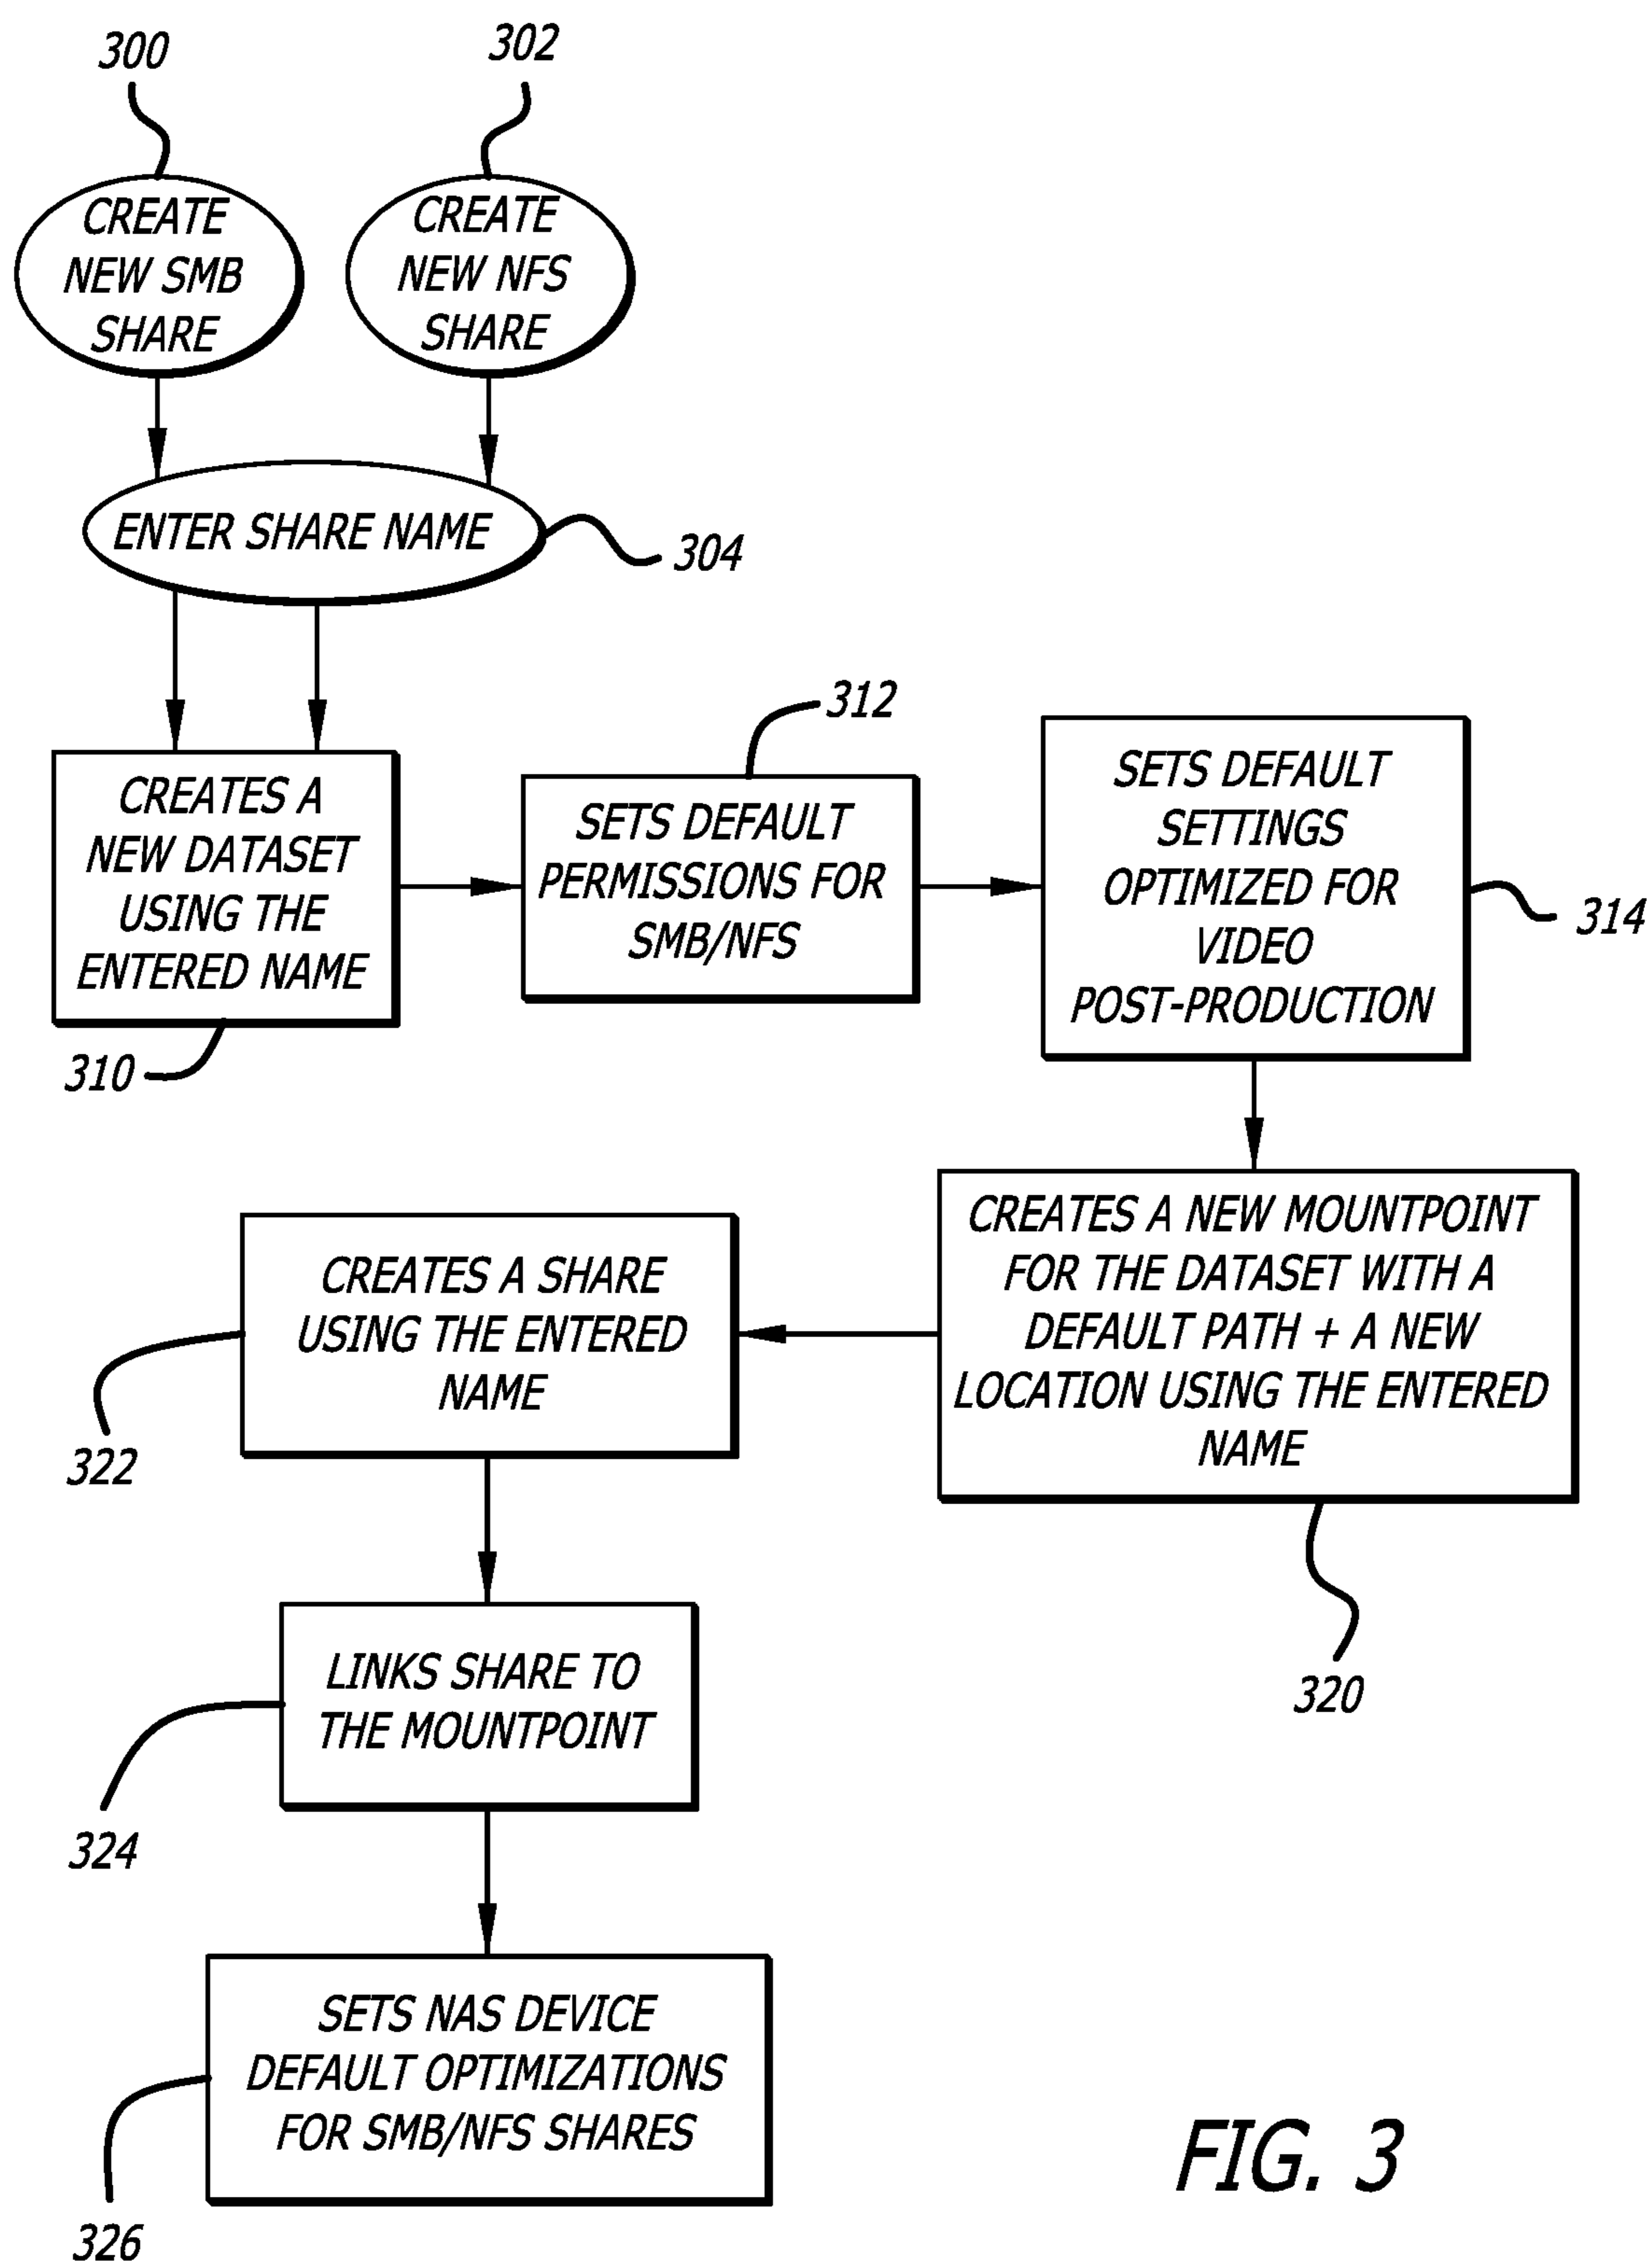 300
302
CREATE
NEW SMB
SHARE
CREATE
NEW NFS
SHARE
ENTER SHARE NAME
304
312
CREATES A
NEW DATASET
USING THE
ENTERED NAME
310
SETS DEFAULT
PERMISSIONS FOR
SMB/NFS
SETS DEFAULT
SETTINGS
OPTIMIZED FOR
VIDEO
POST-PRODUCTION
314
CREATES A NEW MOUNTPOINT
FOR THE DATASET WITH A
DEFAULT PATH + A NEW
LOCATION USING THE ENTERED
NAME
320
CREATES A SHARE
USING THE ENTERED
NAME
322
LINKS SHARE TO
THE MOUNTPOINT
324
SETS NAS DEVICE
DEFAULT OPTIMIZATIONS
FOR SMB/NFS SHARES
326
FIG. 3